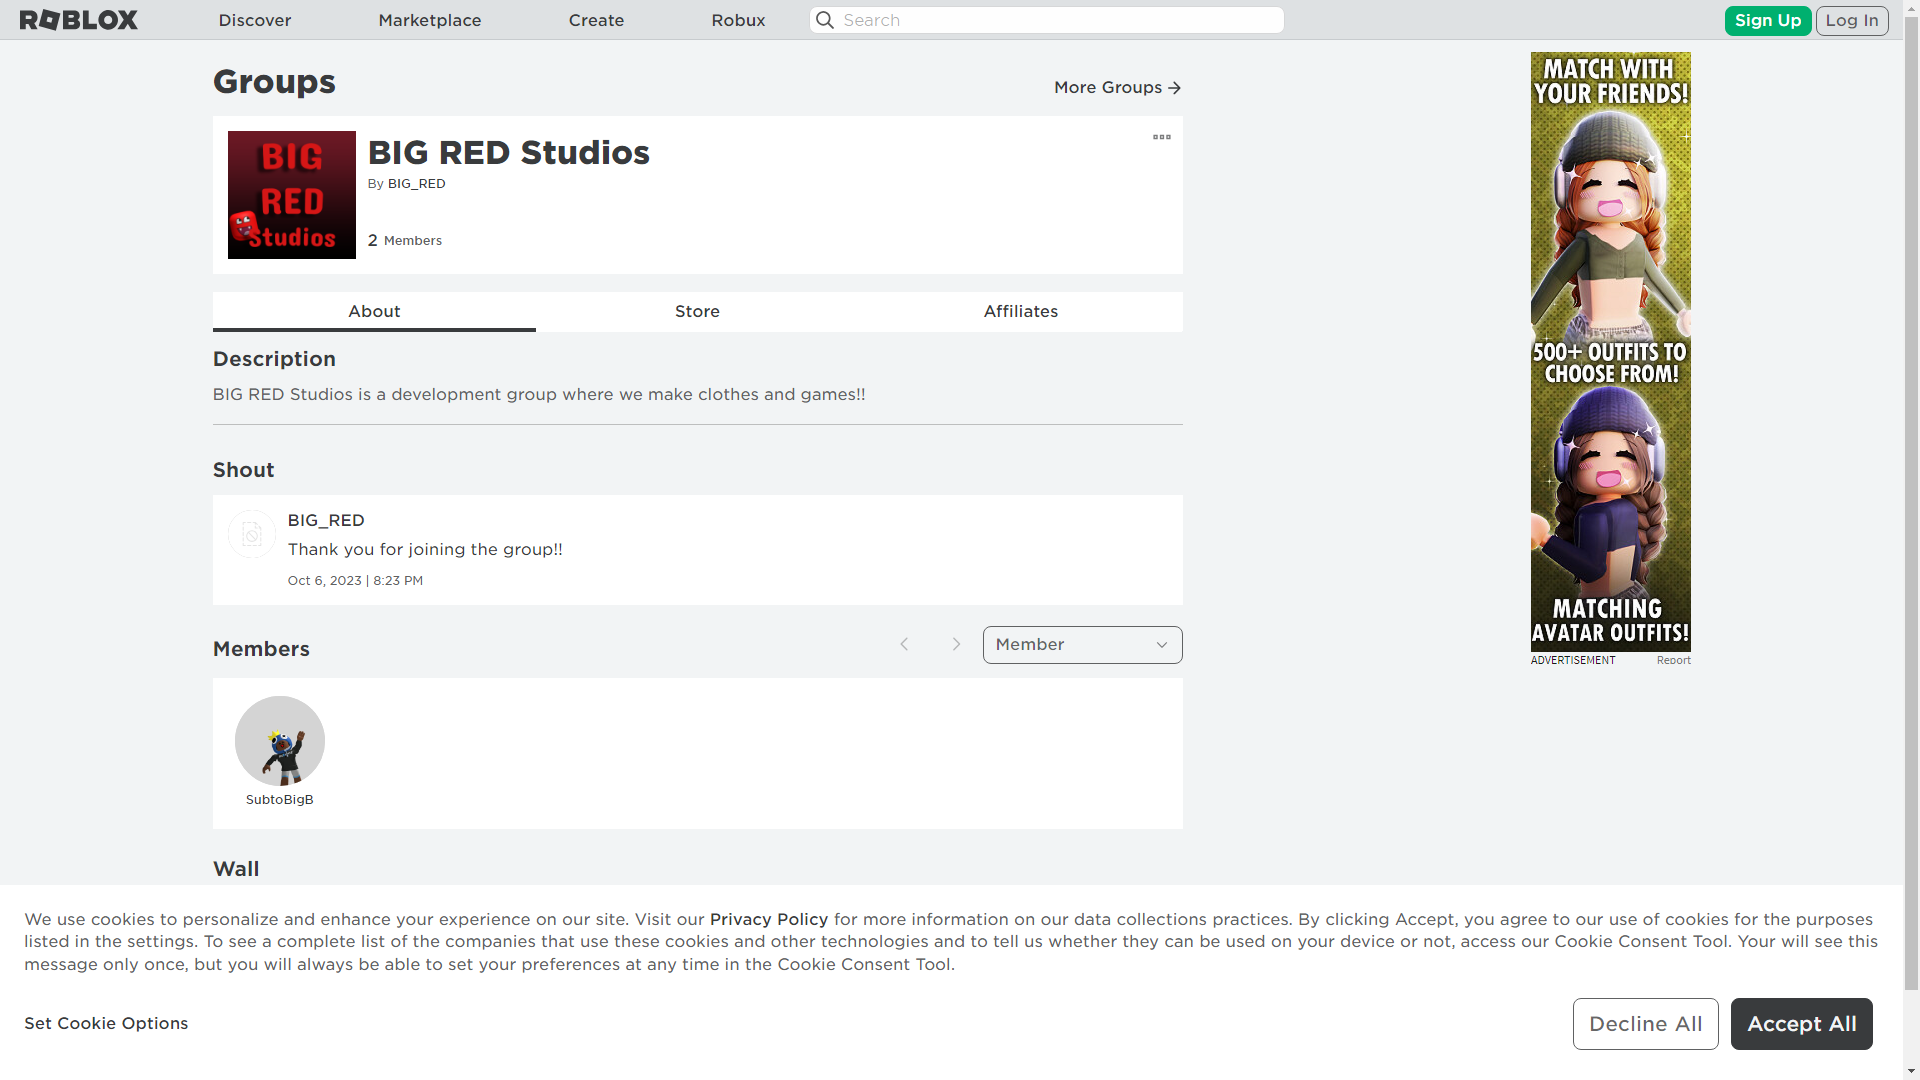 ROBLOX
Discover
Marketplace
Create
Robux
Search
Sign Up
Log In
Groups
More Groups
BIG
RED
Studios
BIG RED Studios
By BIG_RED
2 Members
About
Store
Affiliates
Description
BIG RED Studios is a development group where we make clothes and games!!
Shout
BIG_RED
Thank you for joining the group!!
Oct 6, 2023 | 8:23 PM
Members
Member
SubtoBigB
Wall
MATCH WITH
YOUR FRIENDS!
500+ OUTFITS TO
CHOOSE FROM!
MATCHING
AVATAR OUTFITS!
ADVERTISEMENT
Report
We use cookies to personalize and enhance your experience on our site. Visit our Privacy Policy for more information on our data collections practices. By clicking Accept, you agree to our use of cookies for the purposes
listed in the settings. To see a complete list of the companies that use these cookies and other technologies and to tell us whether they can be used on your device or not, access our Cookie Consent Tool. Your will see this
message only once, but you will always be able to set your preferences at any time in the Cookie Consent Tool.
Set Cookie Options
Decline All
Accept All